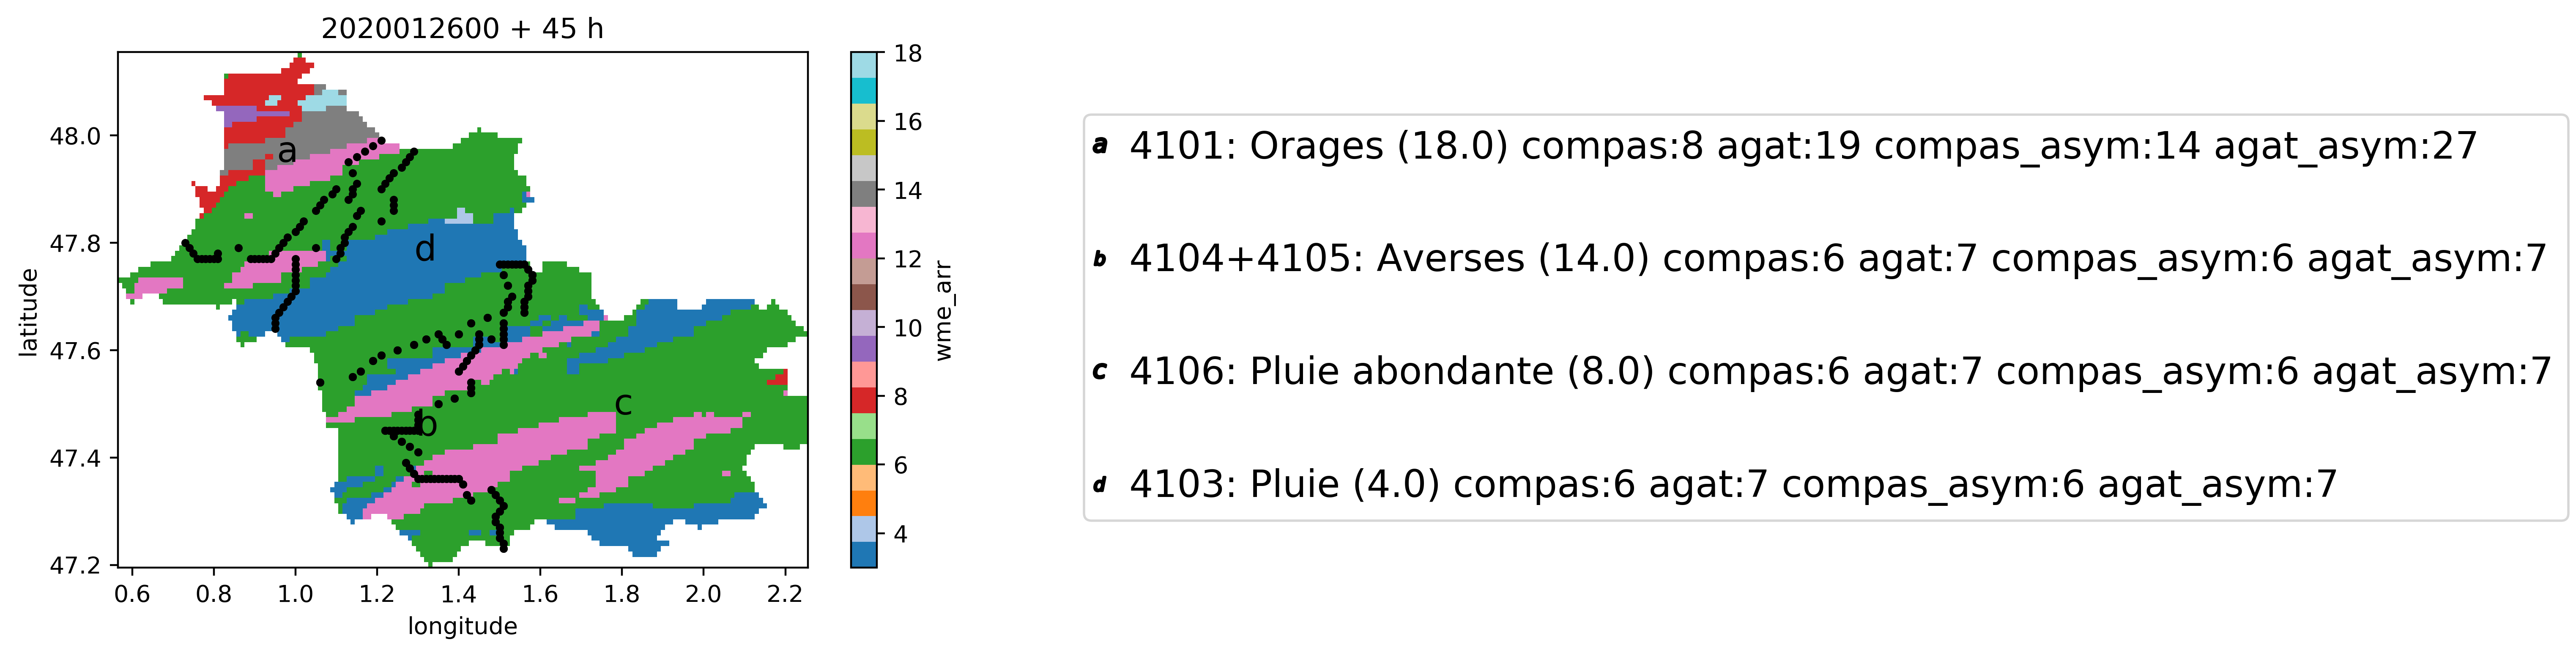 2020012600 + 45 h
48.0
47.8
47.6
47.4
47.2
latitude
0.6 0.8 1.0 1.2 1.4 1.6 1.8 2.0 2.2
longitude
a
d
c
b
18
16
14
12
10
8
6
4
wme_arr
a 4101: Orages (18.0) compas:8 agat:19 compas_asym:14 agat_asym:27
b 4104+4105: Averses (14.0) compas:6 agat:7 compas_asym:6 agat_asym:7
c 4106: Pluie abondante (8.0) compas:6 agat:7 compas_asym:6 agat_asym:7
d 4103: Pluie (4.0) compas:6 agat:7 compas_asym:6 agat_asym:7